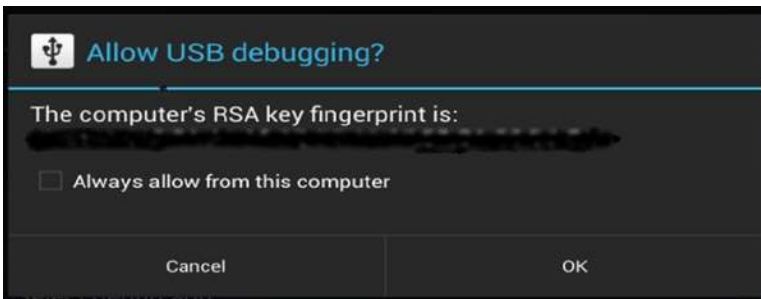 Allow USB debugging?
The computer's RSA key fingerprint is:
Always allow from this computer
Cancel
OK